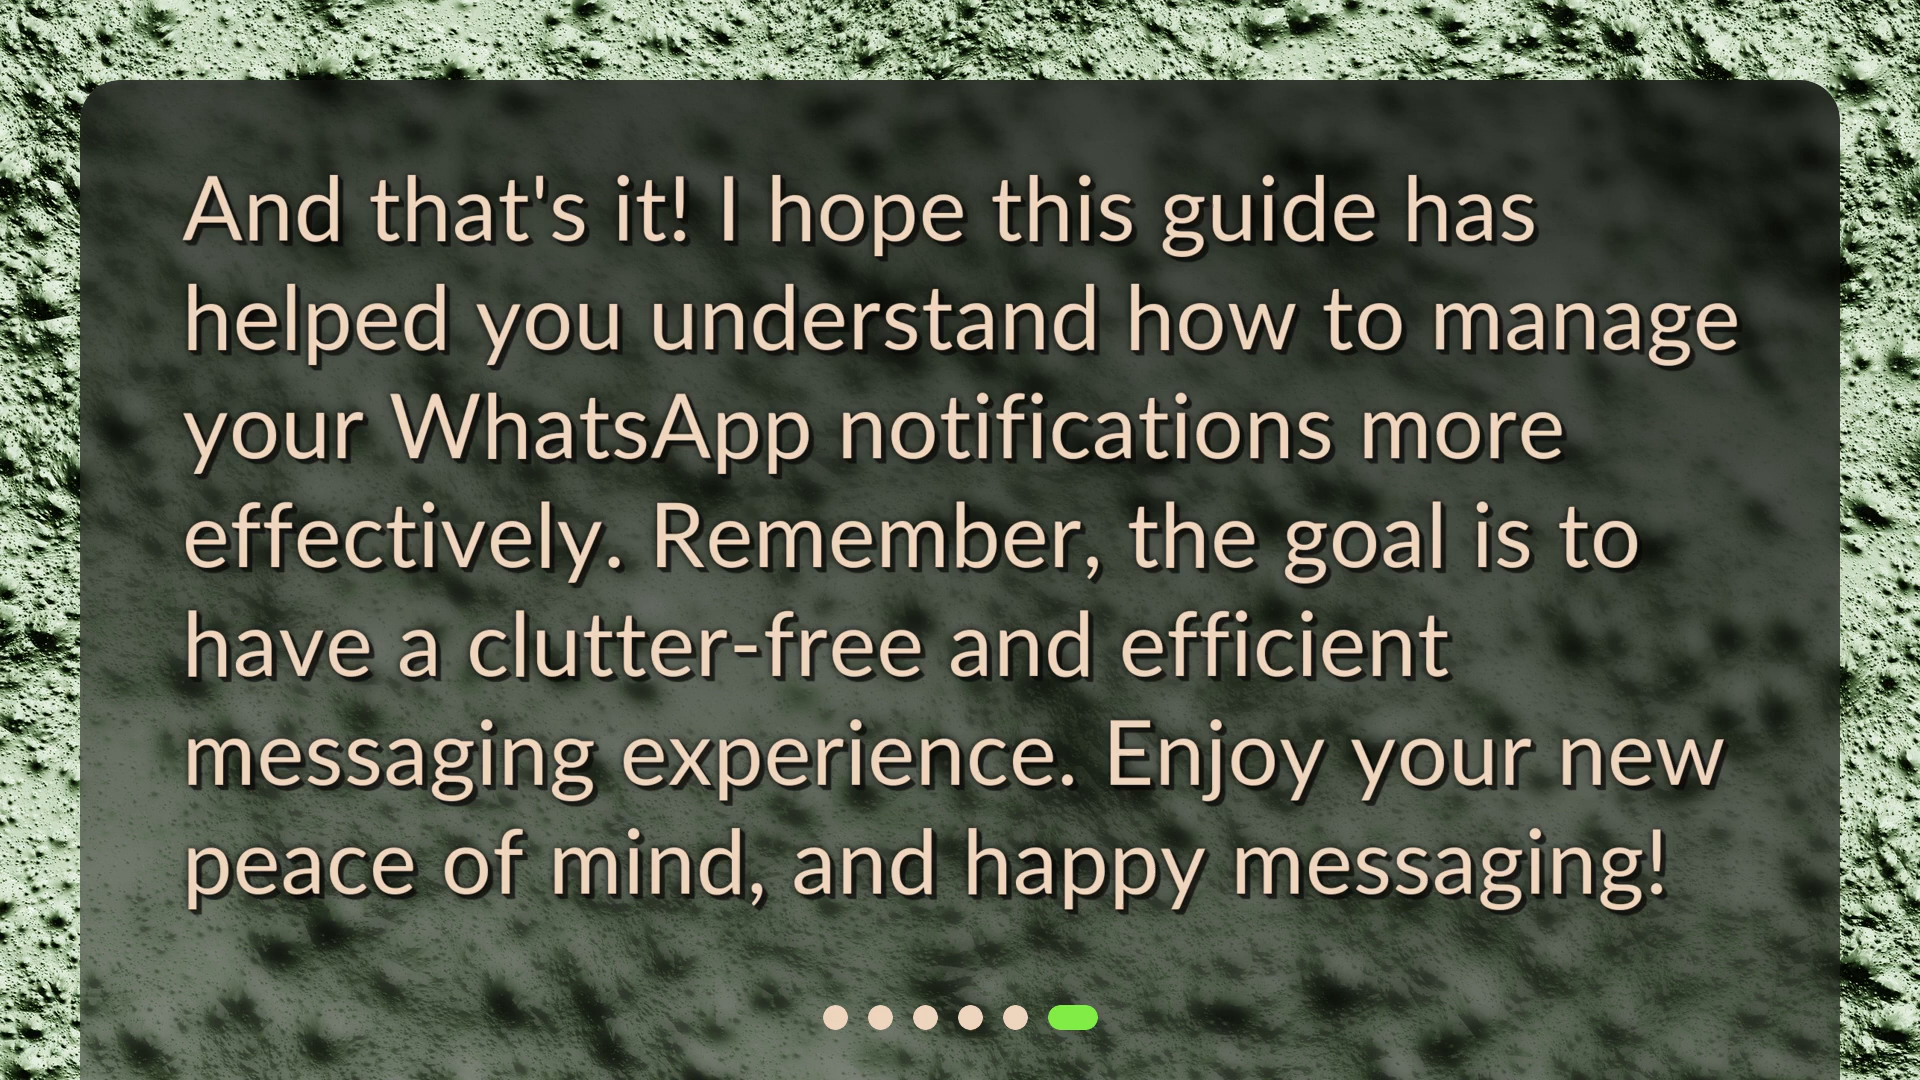 And that's it! I hope this guide has
helped you understand how to manage
your WhatsApp notifications more
effectively. Remember, the goal is to
have a clutter-free and efficient
messaging experience. Enjoy your new
peace of mind, and happy messaging!